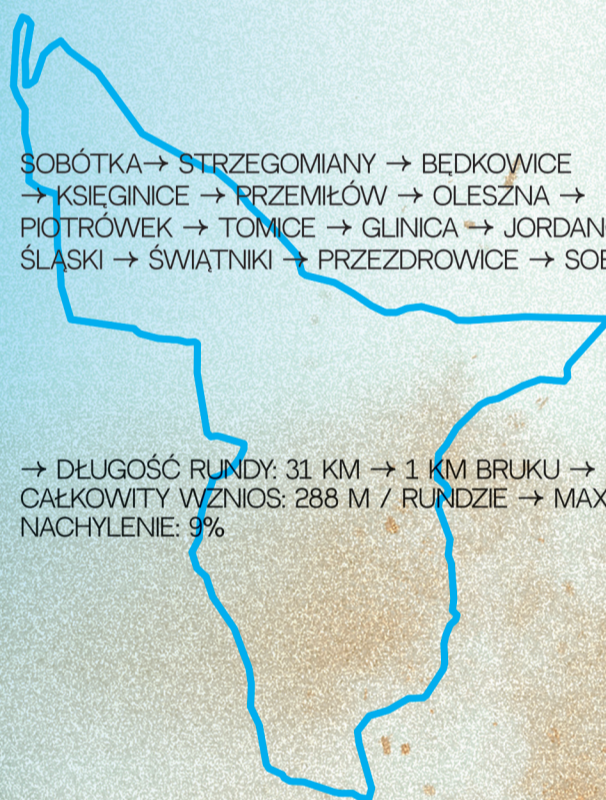 SOBÓTKA→ STRZEGOMIANY → BĘDKOWICE
→ KSIĘGINICE → PRZEMIŁÓW → OLESZNA →
PIOTRÓWEK → TOMICE → GLINICA → JORDAN
ŚLĄSKI → ŚWIĄTNIKI → PRZEZDROWICE → SOB
→ DŁUGOŚĆ RUNDY: 31 KM → 1 KM BRUKU →
CAŁKOWITY WZNIOS: 288 M / RUNDZIE → MAX
NACHYLENIE: 9%